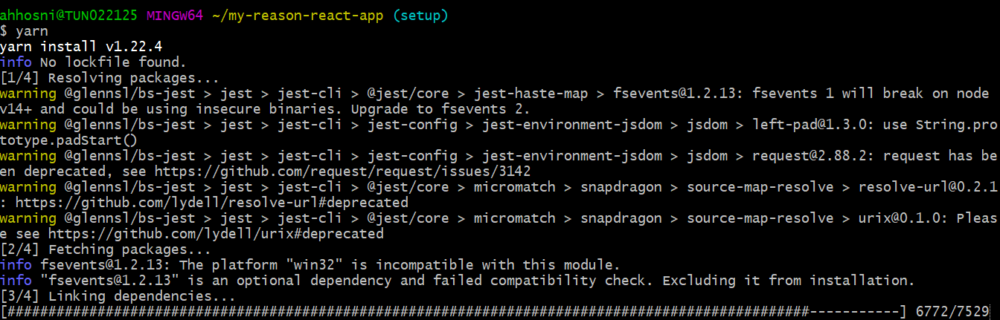 ahhosni@TUN022125 MINGW64 ~/my-reason-react-app (setup)
$ yarn
yarn install v1.22.4
info No lockfile found.
[1/4] Resolving packages...
warning @glennsl/bs-jest > jest > jest-cli > @jest/core > jest-haste-map > fsevents@1.2.13: fsevents 1 will break on node
v14+ and could be using insecure binaries. Upgrade to fsevents 2.
warning @glennsl/bs-jest > jest > jest-cli > jest-config > jest-environment-jsdom > jsdom > left-pad@1.3.0: use String.pro
totype.padStart()
warning @glennsl/bs-jest > jest > jest-cli > jest-config > jest-environment-jsdom > jsdom > request@2.88.2: request has be
en deprecated, see https://github.com/request/request/issues/3142
warning @glennsl/bs-jest > jest > jest-cli > @jest/core > micromatch > snapdragon > source-map-resolve > resolve-url@0.2.1
: https://github.com/lydell/resolve-url#deprecated
warning @glennsl/bs-jest > jest > jest-cli > @jest/core > micromatch > snapdragon > source-map-resolve > urix@0.1.0: Pleas
e see https://github.com/lydell/urix#deprecated
[2/4] Fetching packages...
info fsevents@1.2.13: The platform "win32" is incompatible with this module.
info "fsevents@1.2.13" is an optional dependency and failed compatibility check. Excluding it from installation.
[3/4] Linking dependencies...
[##################################################################################################-----------] 6772/7529